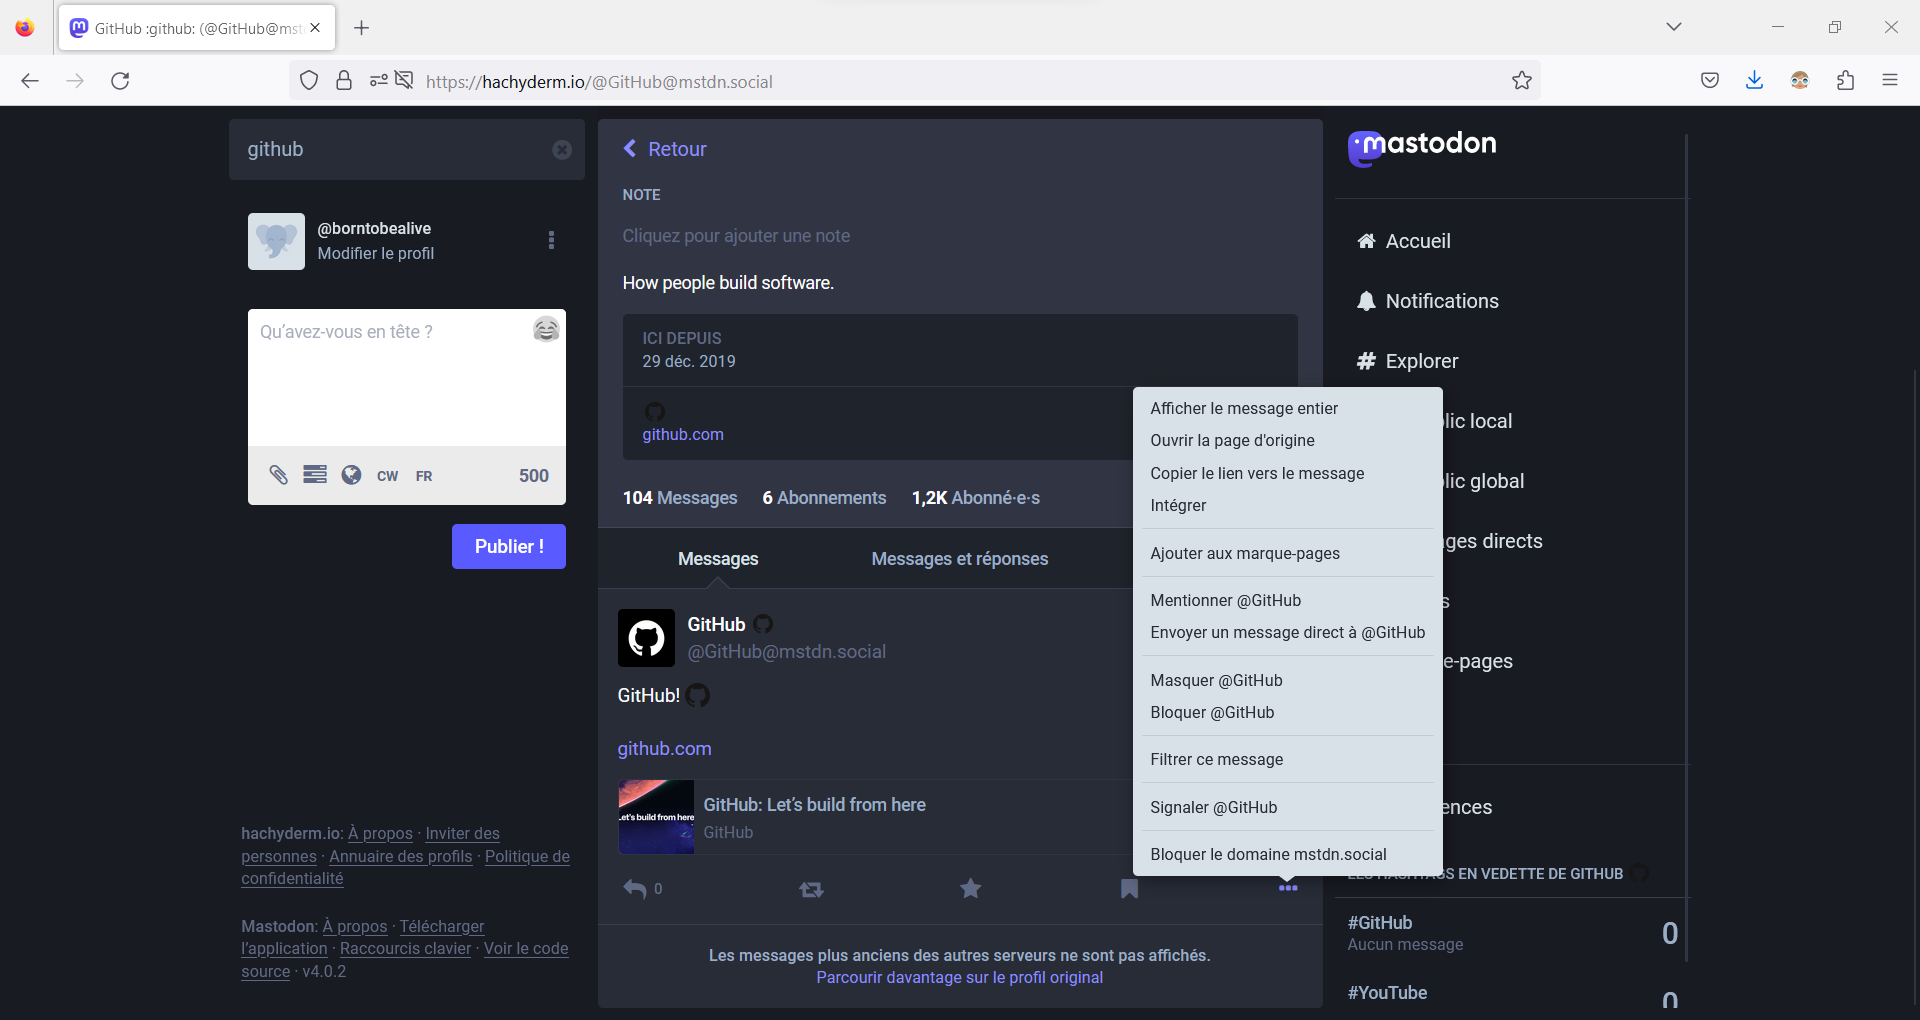 GitHub :github: (@GitHub@mst
https://hachyderm.io/@GitHub@mstdn.social
github
@borntobealive
Modifier le profil
Qu'avez-vous en tête ?
CW FR 500
Publier !
hachyderm.io: À propos · Inviter des
personnes · Annuaire des profils · Politique de
confidentialité
Mastodon: À propos · Télécharger
l'application · Raccourcis clavier · Voir le code
source · v4.0.2
Retour
NOTE
Cliquez pour ajouter une note
How people build software.
ICI DEPUIS
29 déc. 2019
github.com
104 Messages 6 Abonnements 1,2K Abonné·e·s
Messages Messages et réponses
GitHub
@GitHub@mstdn.social
GitHub!
github.com
Let's build from here
GitHub: Let's build from here
GitHub
0
Les messages plus anciens des autres serveurs ne sont pas affichés.
Parcourir davantage sur le profil original
Afficher le message entier
Ouvrir la page d'origine
Copier le lien vers le message
Intégrer
Ajouter aux marque-pages
Mentionner @GitHub
Envoyer un message direct à @GitHub
Masquer @GitHub
Bloquer @GitHub
Filtrer ce message
Signaler @GitHub
Bloquer le domaine mstdn.social
mastodon
Accueil
Notifications
# Explorer
lic local
lic global
ges directs
s
e-pages
ences
LES HASHTAGS EN VEDETTE DE GITHUB
#GitHub
Aucun message
0
#YouTube
0